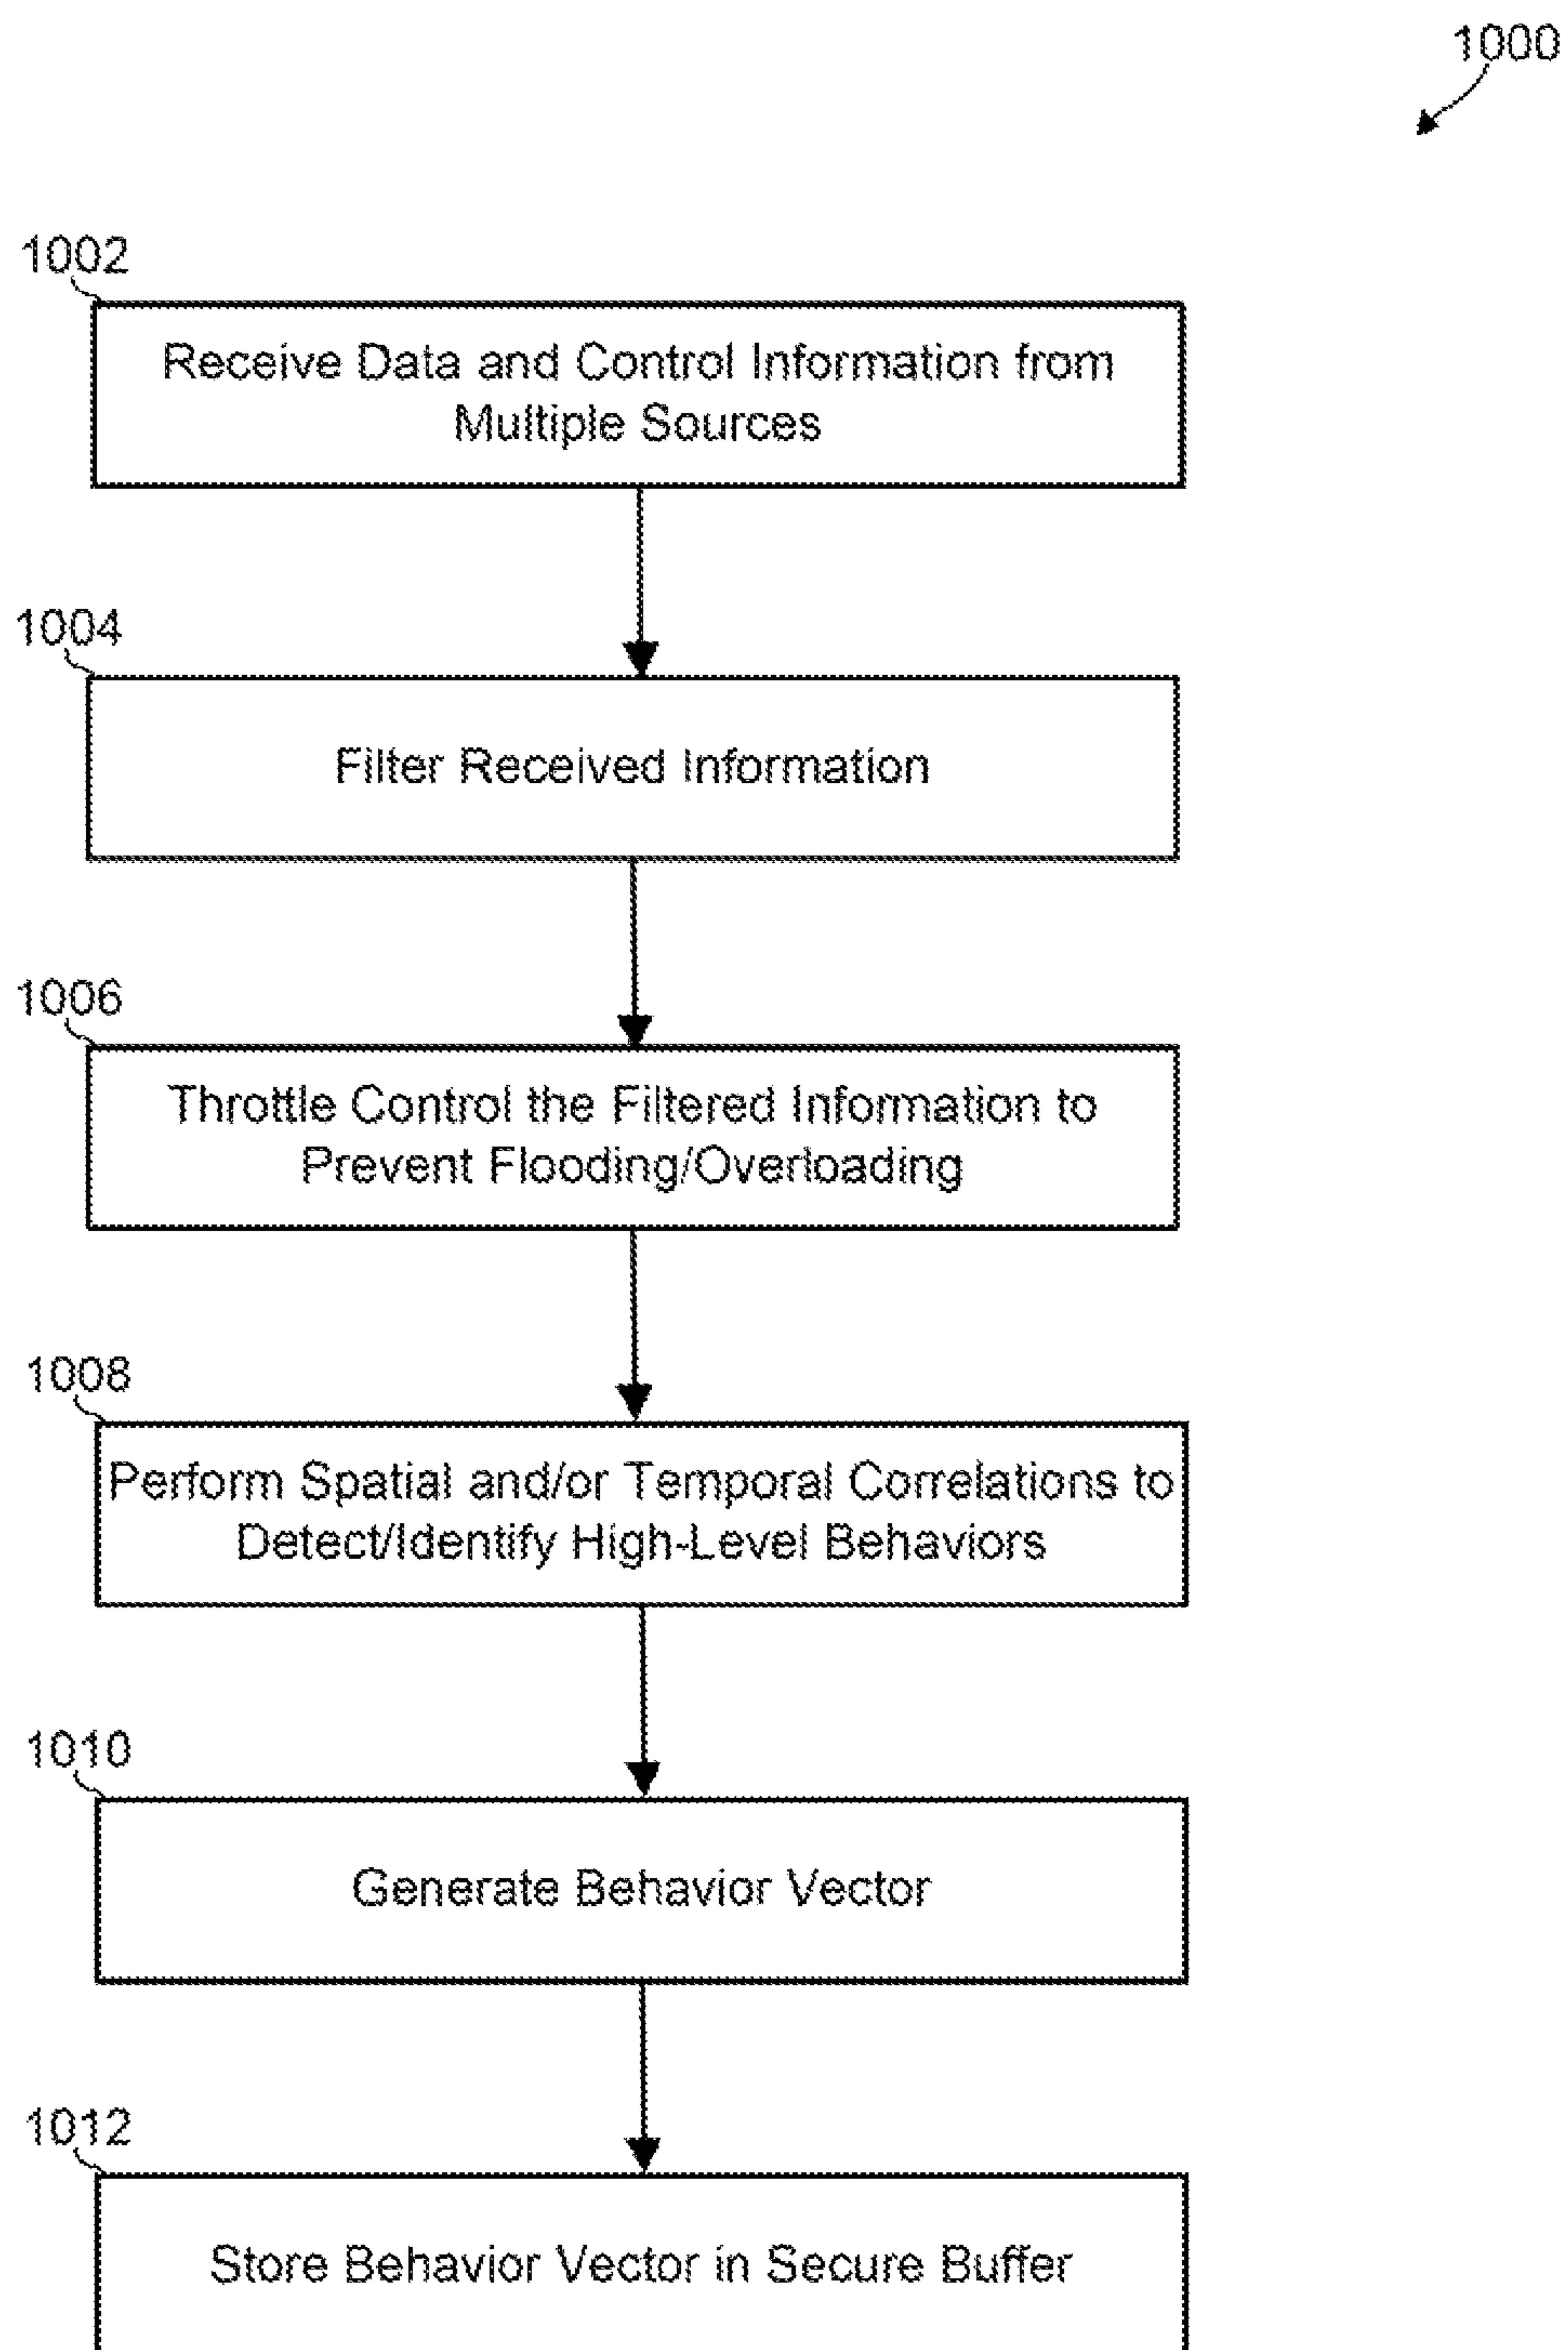 1000
1002
Receive Data and Control Information from
Multiple Sources
1004
Filter Received Information
1006
Throttle Control the Filtered Information to
Prevent Flooding/Overloading
1008
Perform Spatial and/or Temporal Correlations to
Detect/Identify High-Level Behaviors
1010
Generate Behavior Vector
1012
Store Behavior Vector in Secure Buffer